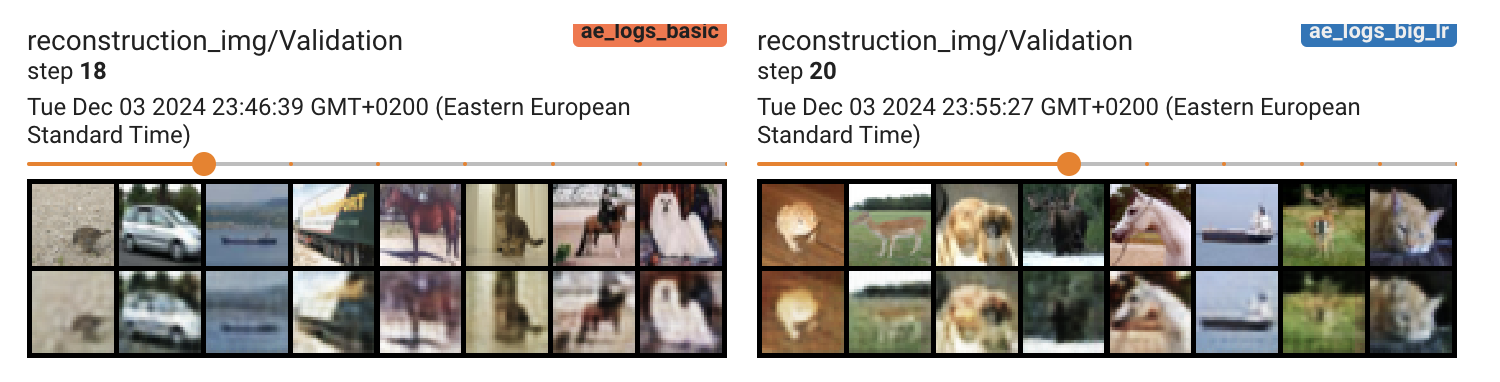 reconstruction_img/Validation
ae_logs_basic
step 18
Tue Dec 03 2024 23:46:39 GMT+0200 (Eastern European
Standard Time)
reconstruction_img/Validation
ae_logs_big_lr
step 20
Tue Dec 03 2024 23:55:27 GMT+0200 (Eastern European
Standard Time)